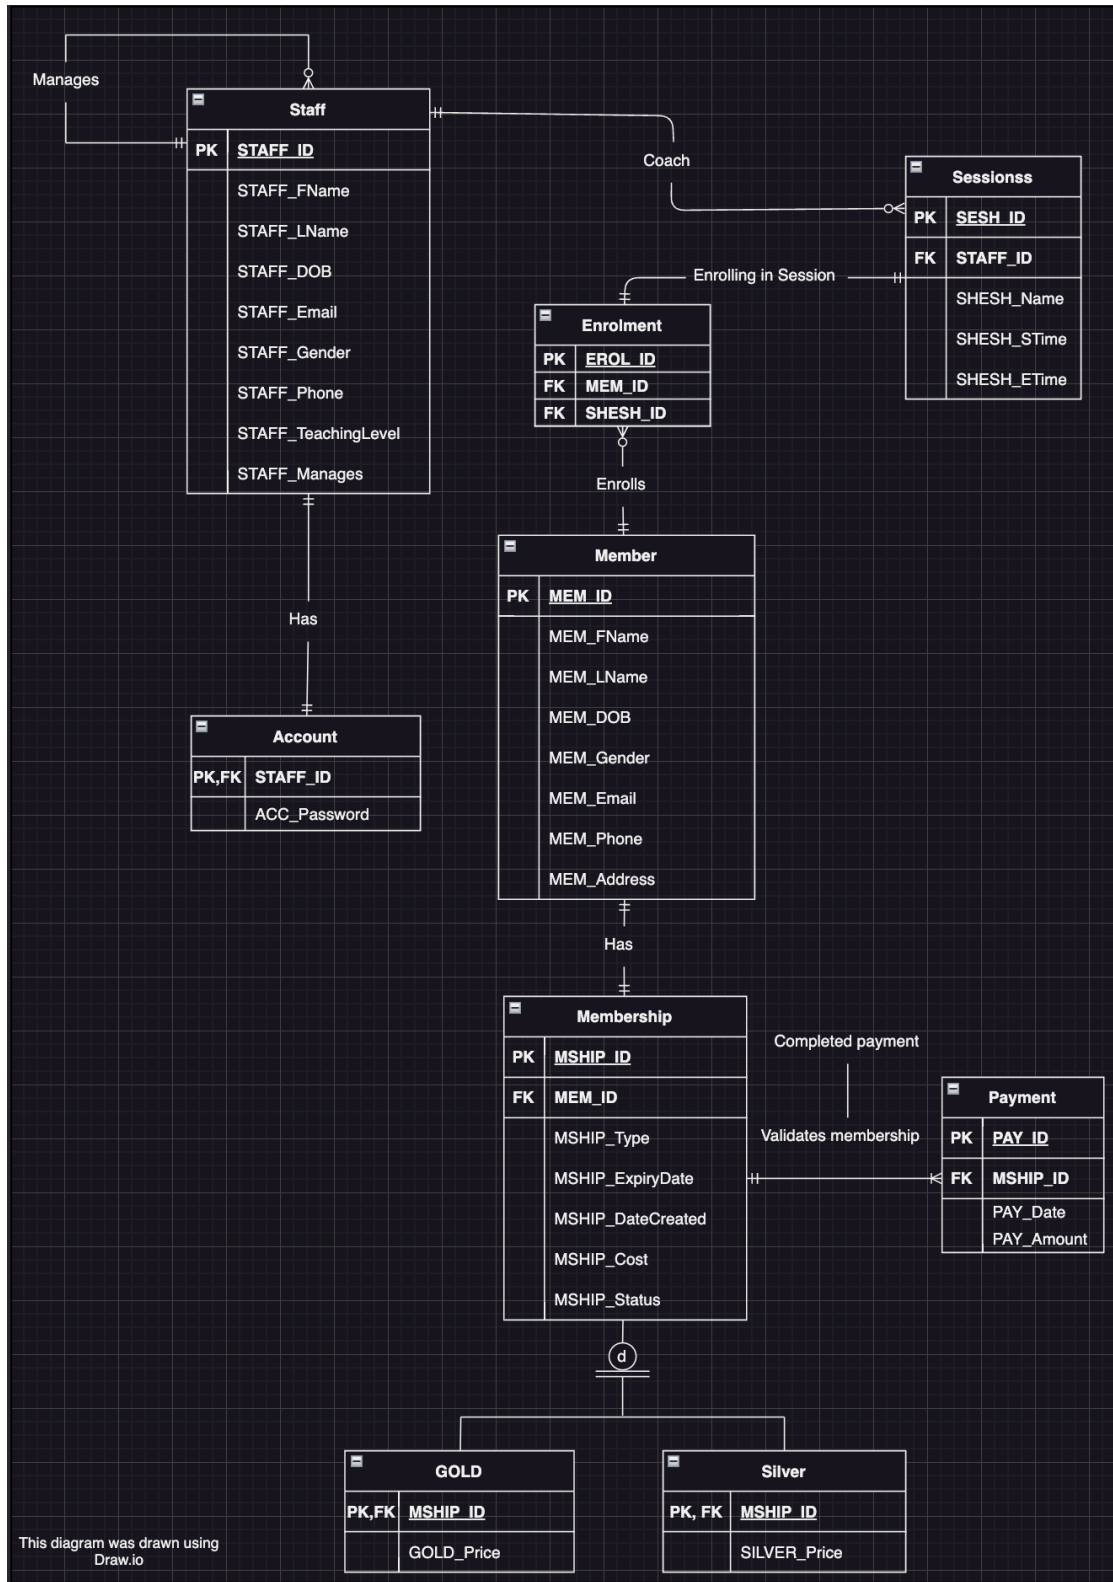 Manages
Staff
PK STAFF_ID
STAFF_FName
STAFF_LName
STAFF_DOB
STAFF_Email
STAFF_Gender
STAFF_Phone
STAFF_TeachingLevel
STAFF_Manages
Coach
Sessionss
PK SESH_ID
FK STAFF_ID
SHESH_Name
SHESH_STime
SHESH_ETime
Enrolling in Session
Enrolment
PK EROL_ID
FK MEM_ID
FK SHESH_ID
Enrolls
Has
Account
PK,FK STAFF_ID
ACC_Password
Member
PK MEM_ID
MEM_FName
MEM_LName
MEM_DOB
MEM_Gender
MEM_Email
MEM_Phone
MEM_Address
Has
Membership
PK MSHIP_ID
FK MEM_ID
MSHIP_Type
MSHIP_ExpiryDate
MSHIP_DateCreated
MSHIP_Cost
MSHIP_Status
Completed payment
Validates membership
Payment
PK PAY_ID
FK MSHIP_ID
PAY_Date
PAY_Amount
d
GOLD
PK,FK MSHIP_ID
GOLD_Price
Silver
PK, FK MSHIP_ID
SILVER_Price
This diagram was drawn using
Draw.io